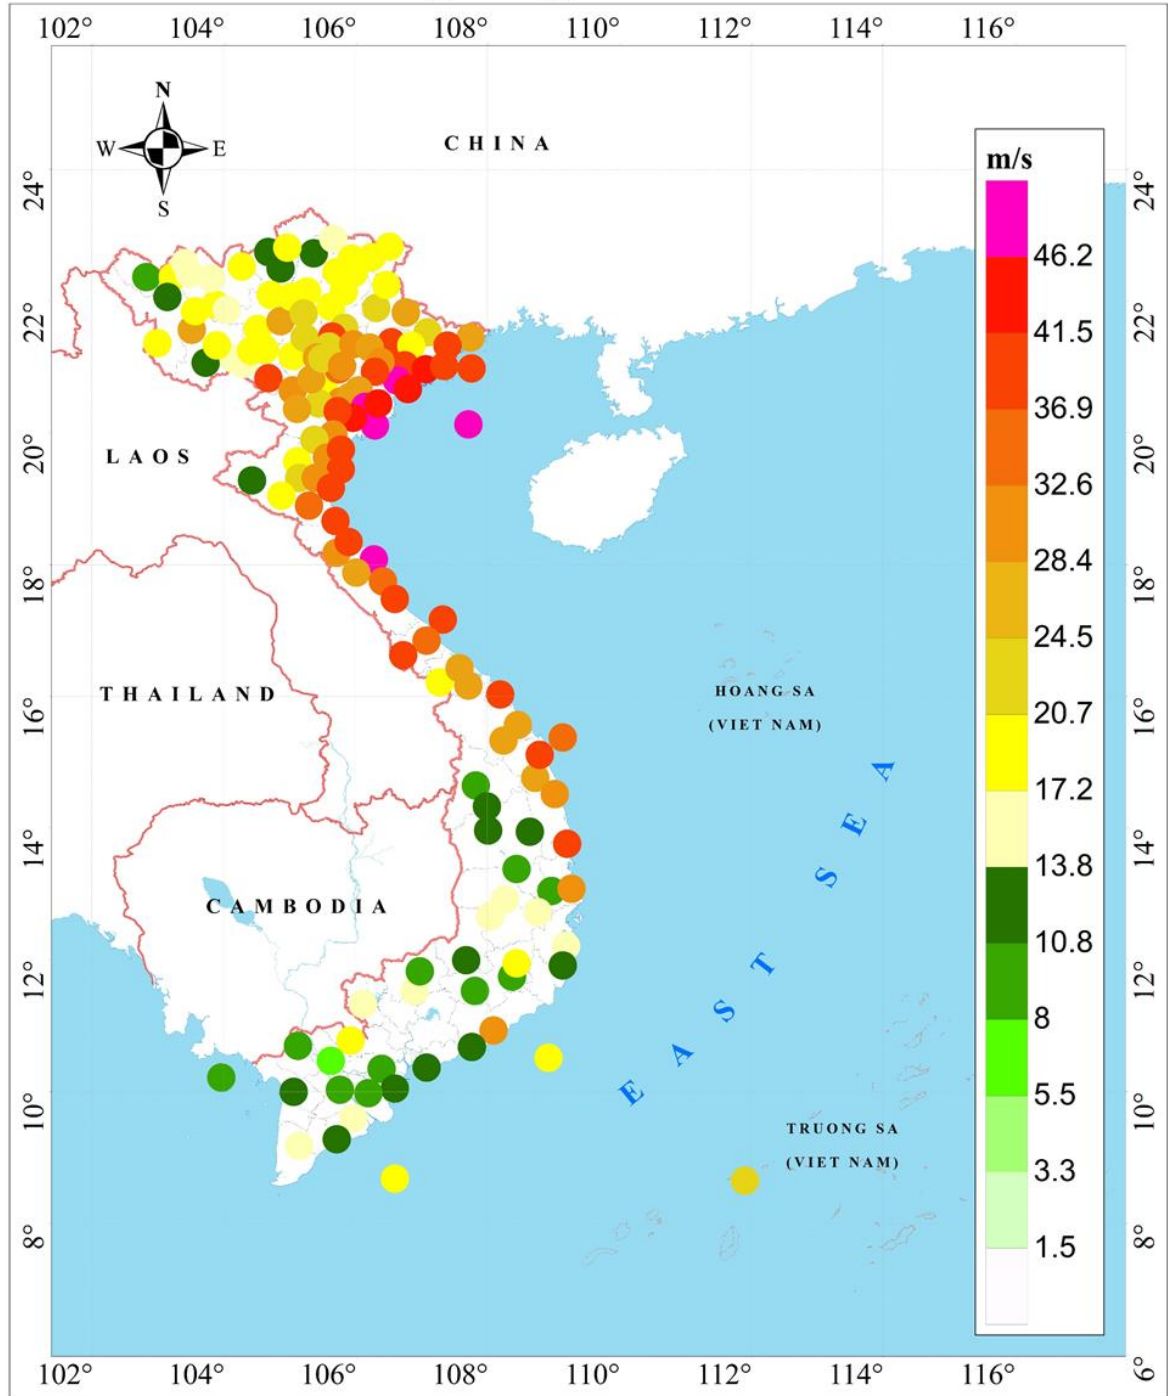 102° 104° 106° 108° 110° 112° 114° 116°
N
W E
S
CHINA
m/s
24° 24°
46.2
22° 41.5 22°
36.9
20° LAOS 32.6 20°
28.4
18° 24.5 18°
THAILAND
HOANG SA
16° (VIET NAM) 20.7 16°
17.2
14° 13.8 14°
CAMBODIA
10.8
12° 8 12°
EAST SEA
10° 5.5 10°
TRUONG SA
(VIET NAM)
3.3
8° 1.5 8°
6°
102° 104° 106° 108° 110° 112° 114° 116°